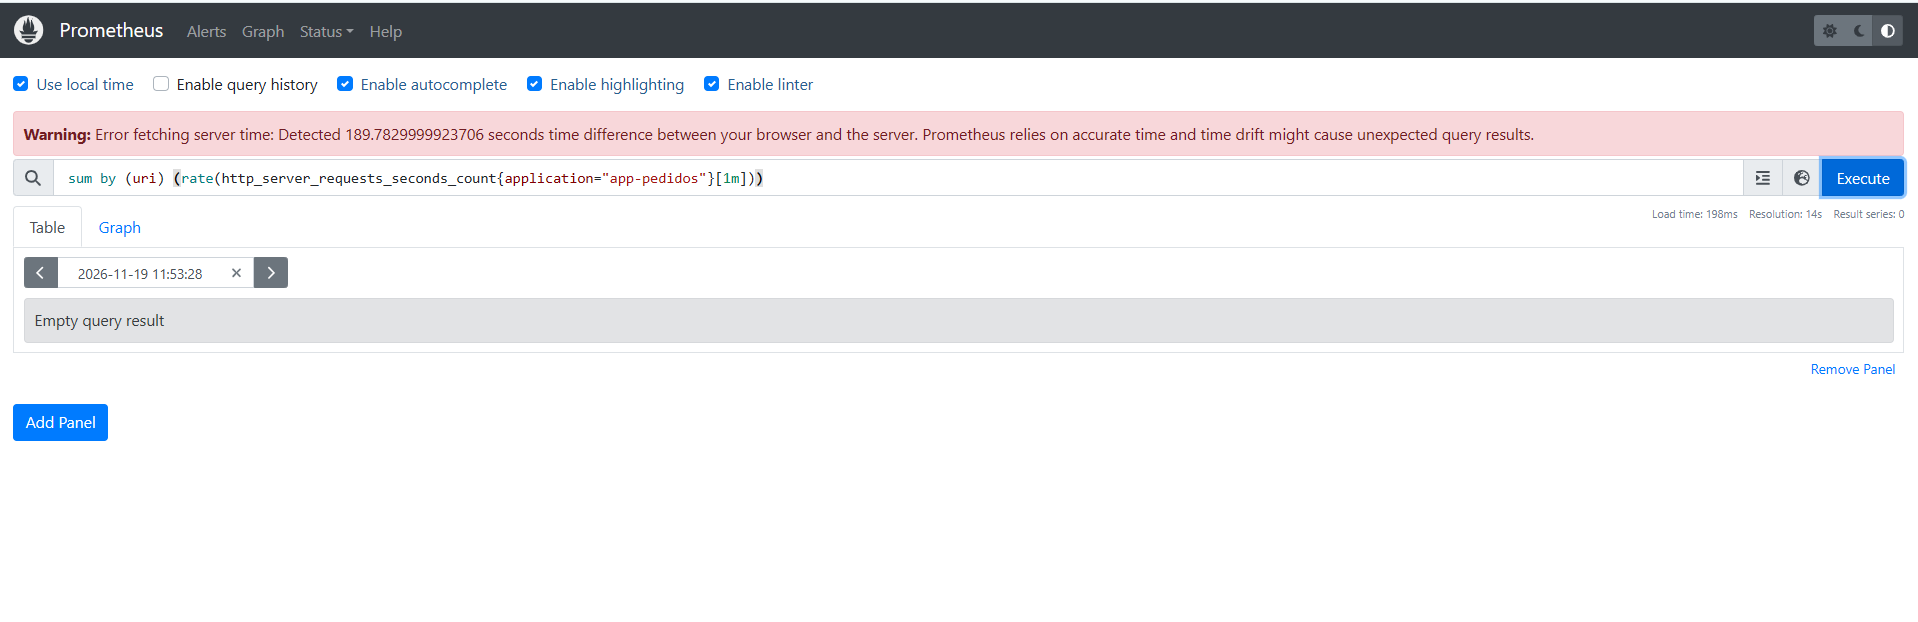 Prometheus Alerts Graph Status Help
Use local time Enable query history Enable autocomplete Enable highlighting Enable linter
Warning: Error fetching server time: Detected 189.7829999923706 seconds time difference between your browser and the server. Prometheus relies on accurate time and time drift might cause unexpected query results.
sum by (uri) (rate(http_server_requests_seconds_count{application="app-pedidos"}[1m])) Execute
Load time: 198ms Resolution: 14s Result series: 0
Table Graph
2026-11-19 11:53:28
Empty query result
Remove Panel
Add Panel